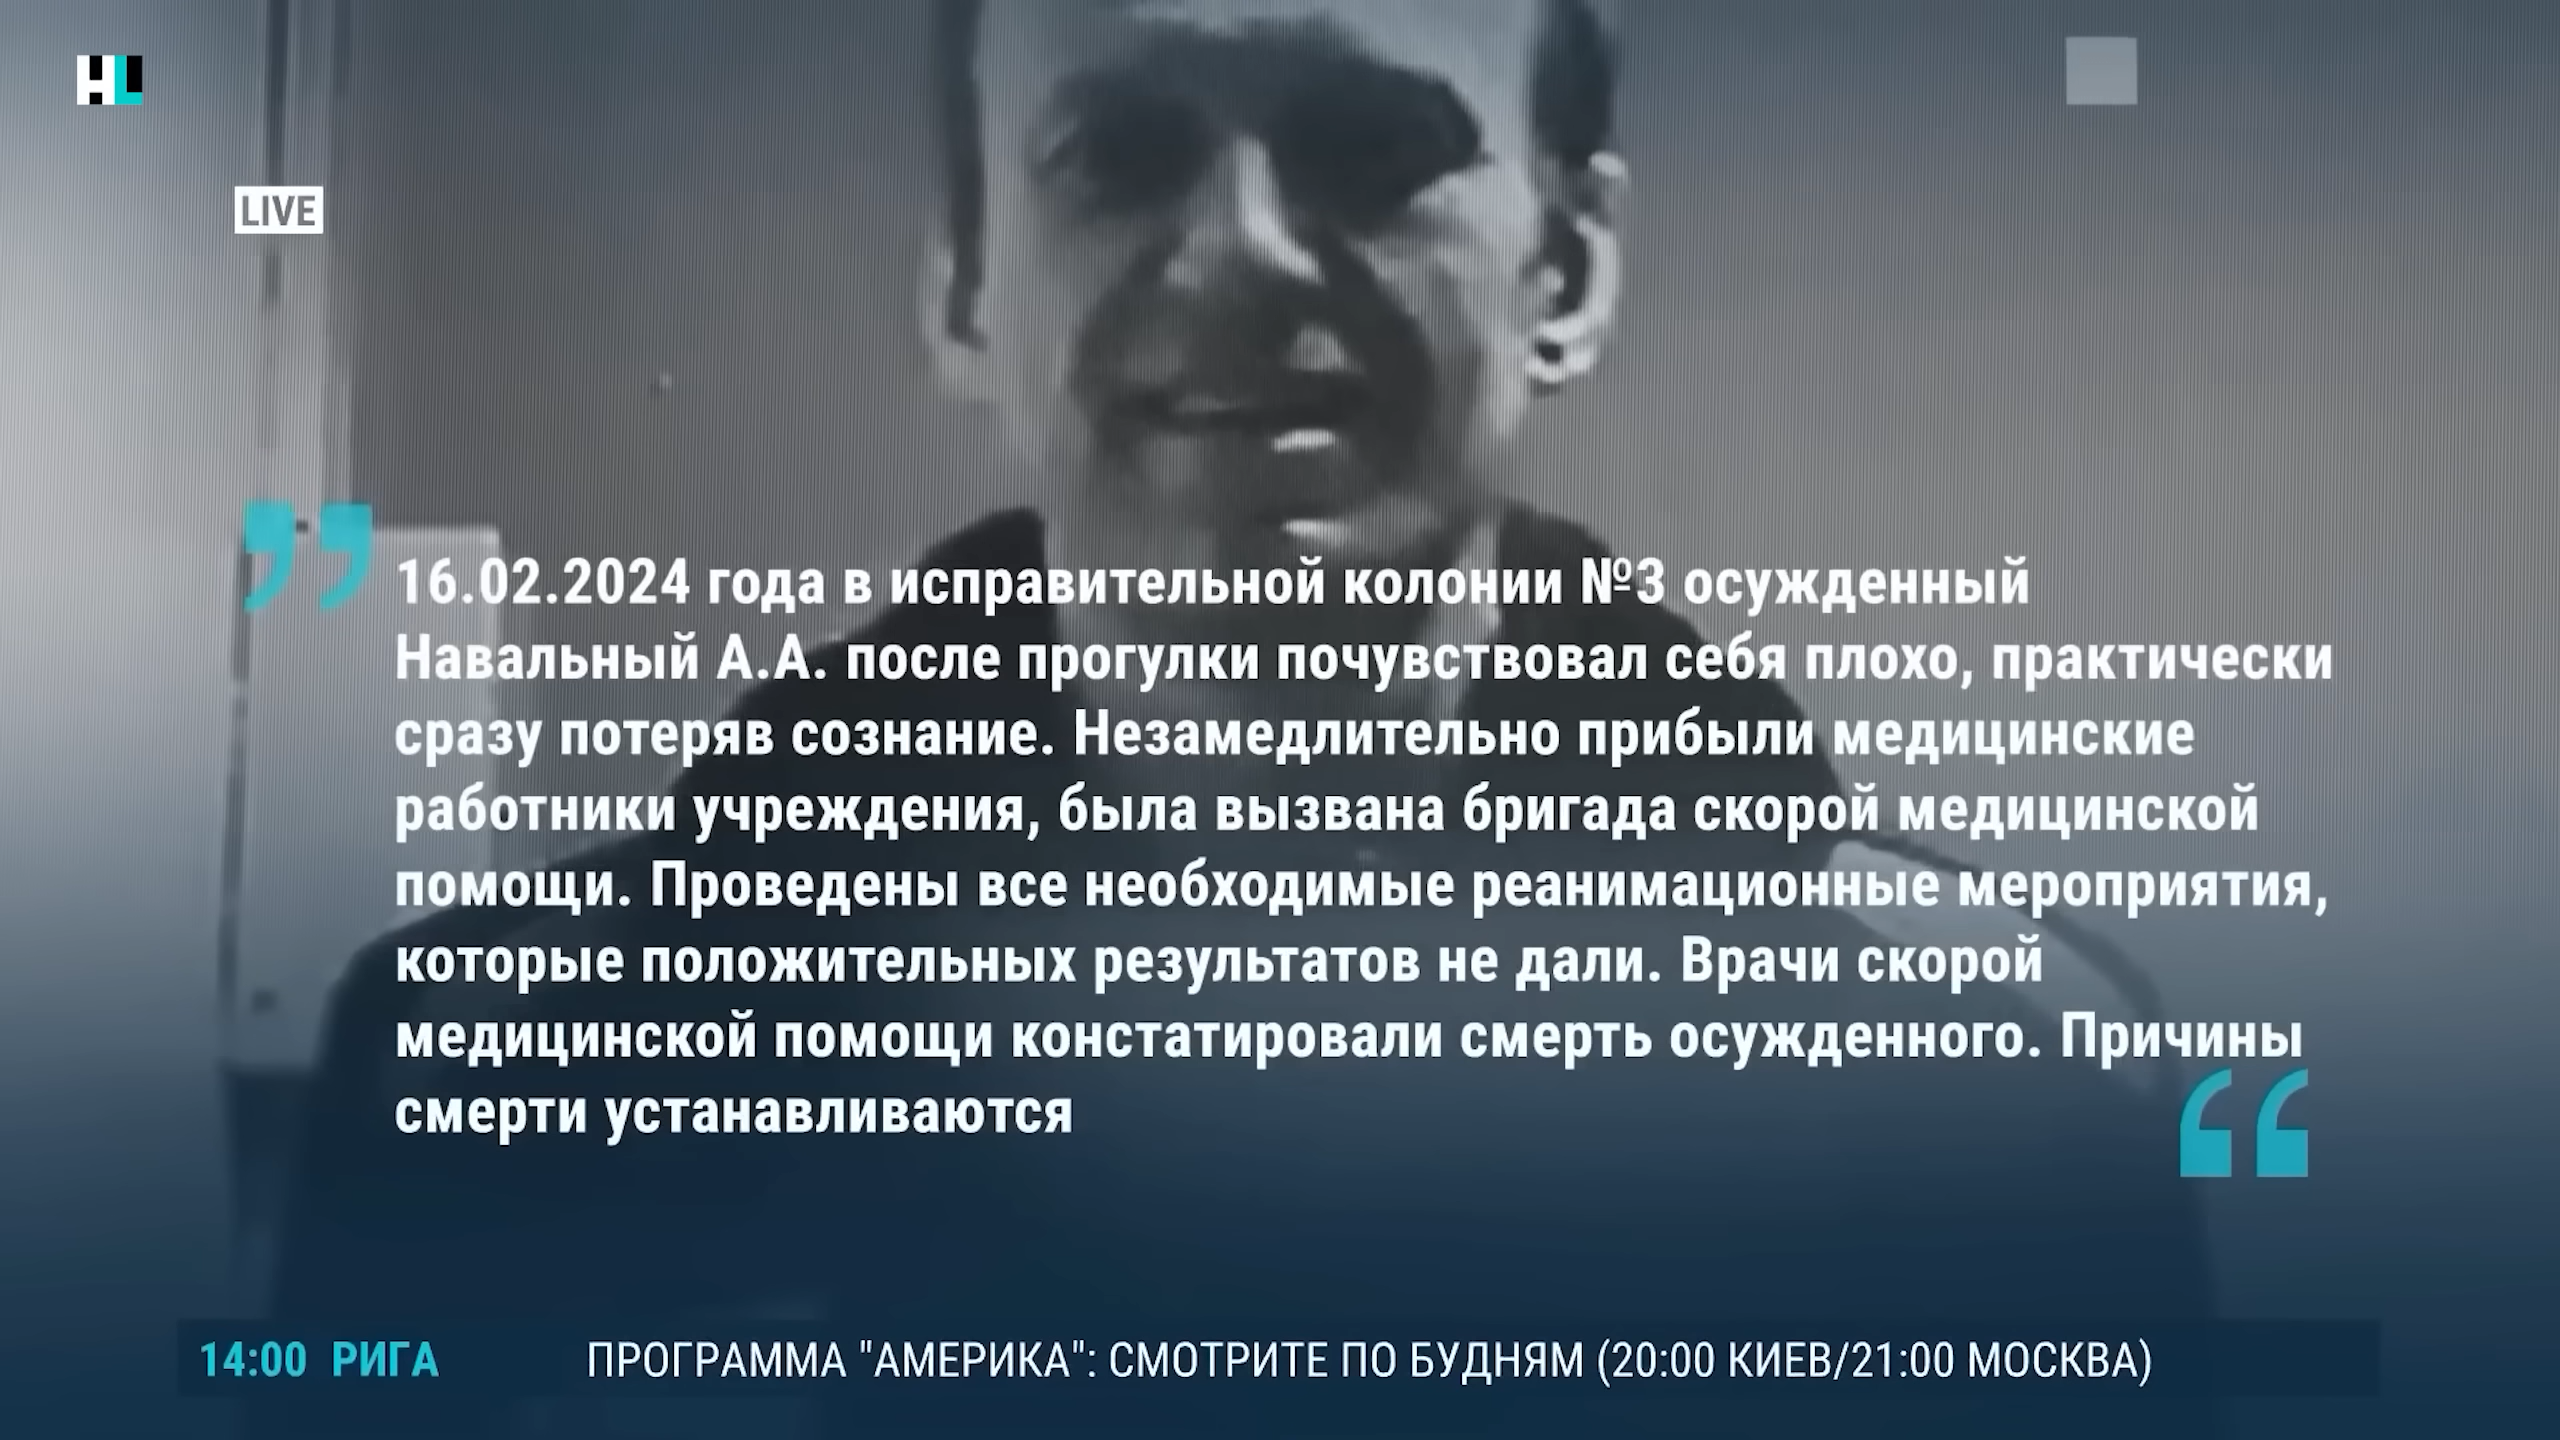 HL
LIVE
16.02.2024 года в исправительной колонии №3 осужденный
Навальный А.А. после прогулки почувствовал себя плохо, практически
сразу потеряв сознание. Незамедлительно прибыли медицинские
работники учреждения, была вызвана бригада скорой медицинской
помощи. Проведены все необходимые реанимационные мероприятия,
которые положительных результатов не дали. Врачи скорой
медицинской помощи констатировали смерть осужденного. Причины
смерти устанавливаются
14:00 РИГА ПРОГРАММА "АМЕРИКА": СМОТРИТЕ ПО БУДНЯМ (20:00 КИЕВ/21:00 МОСКВА)